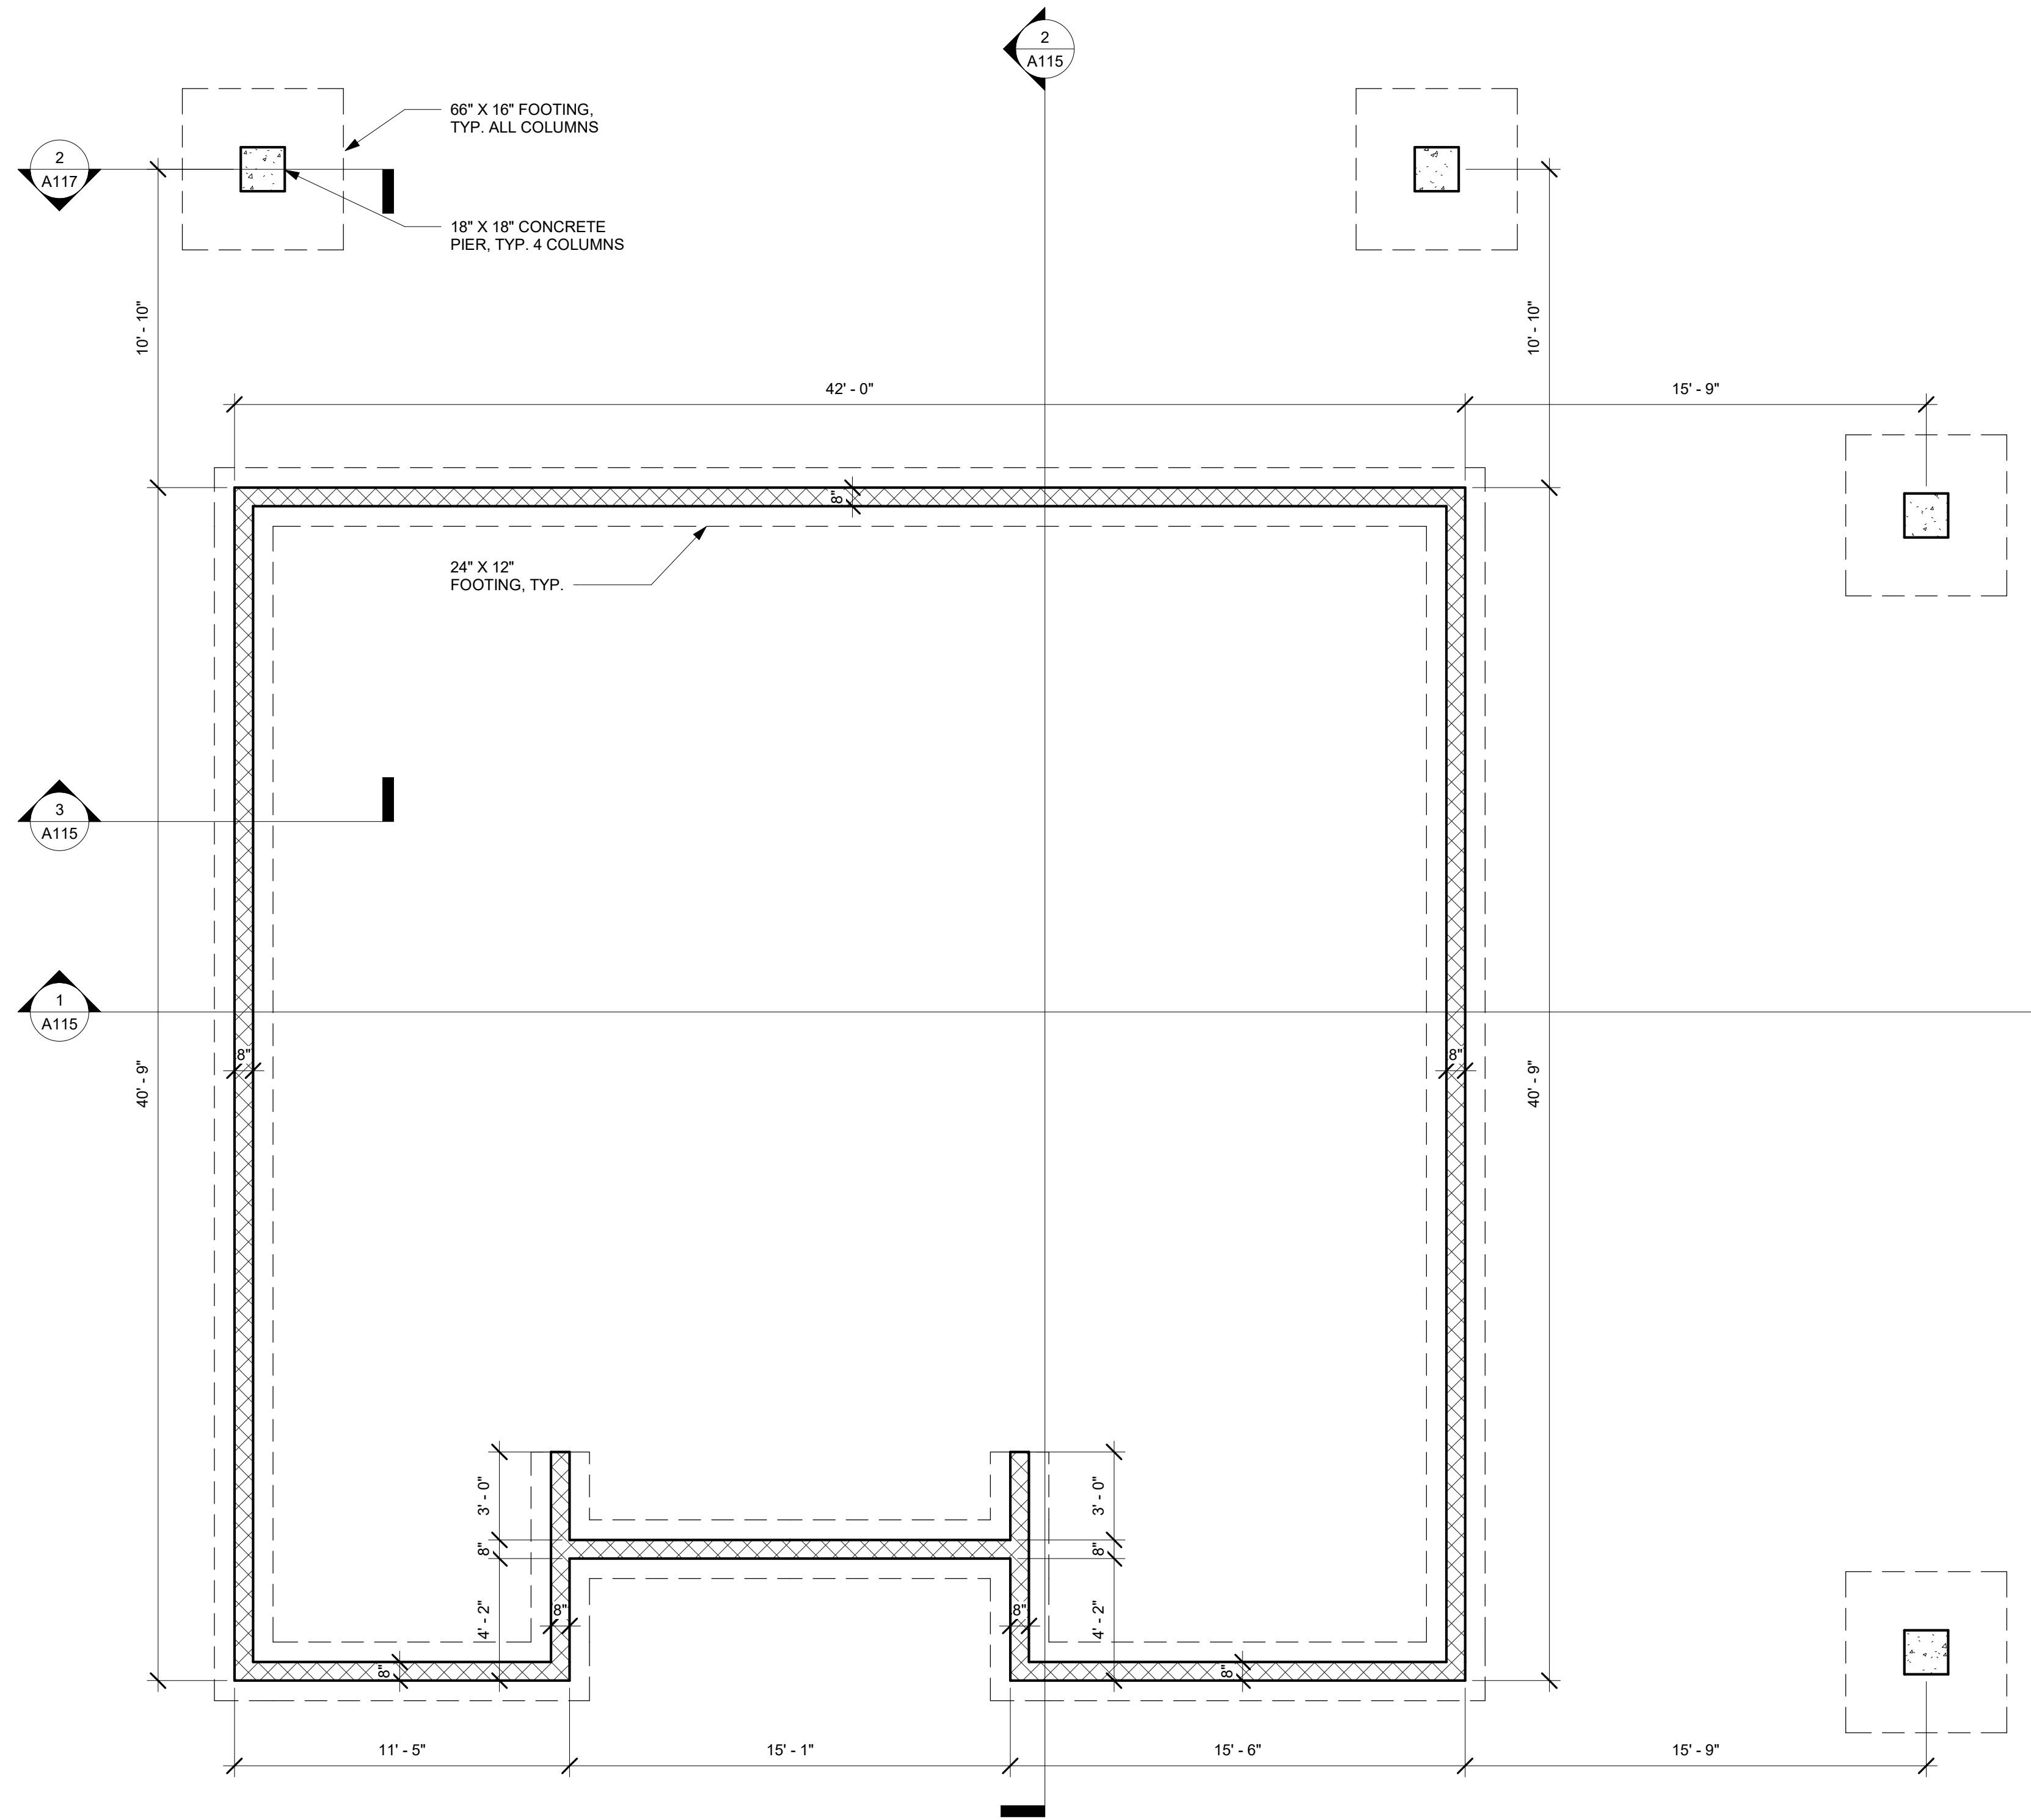 2
A115
66" X 16" FOOTING,
TYP. ALL COLUMNS
2
A117
18" X 18" CONCRETE
PIER, TYP. 4 COLUMNS
10' - 10"
10' - 10"
42' - 0"
15' - 9"
8"
24" X 12"
FOOTING, TYP.
3
A115
1
A115
8"
8"
40' - 9"
40' - 9"
3' - 0"
3' - 0"
8"
8"
4' - 2"
8"
8"
4' - 2"
8"
8"
11' - 5"
15' - 1"
15' - 6"
15' - 9"